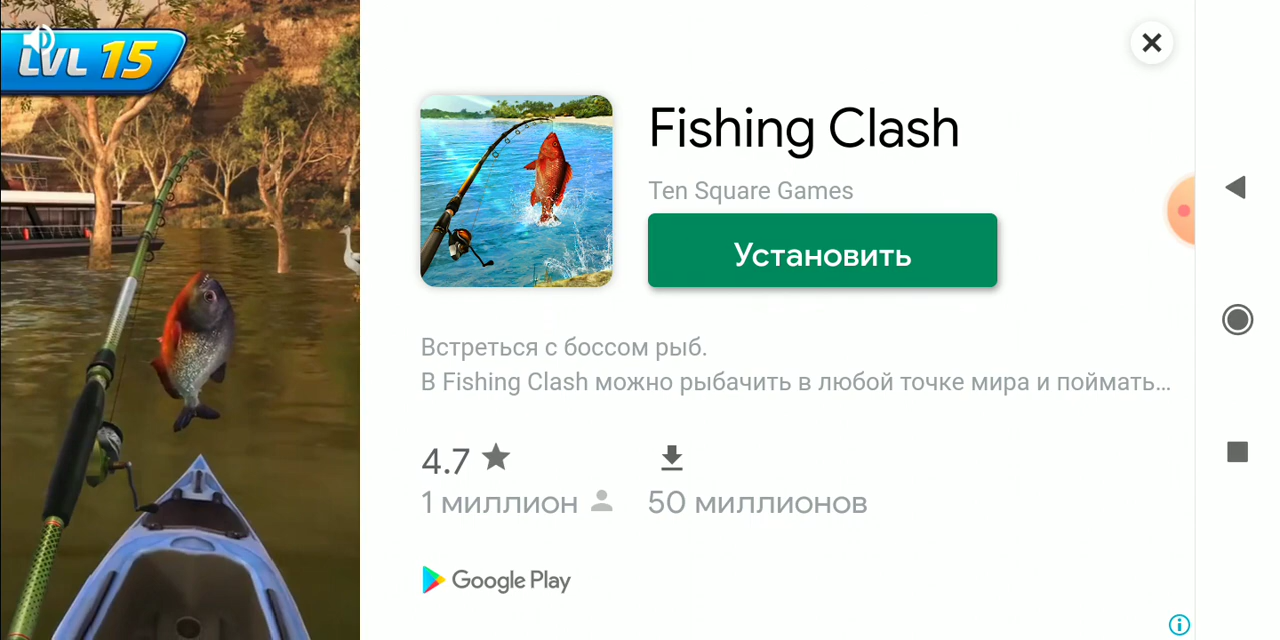 LVL 15
Fishing Clash
Ten Square Games
Установить
Встреться с боссом рыб.
В Fishing Clash можно рыбачить в любой точке мира и поймать...
4.7
1 миллион
50 миллионов
Google Play